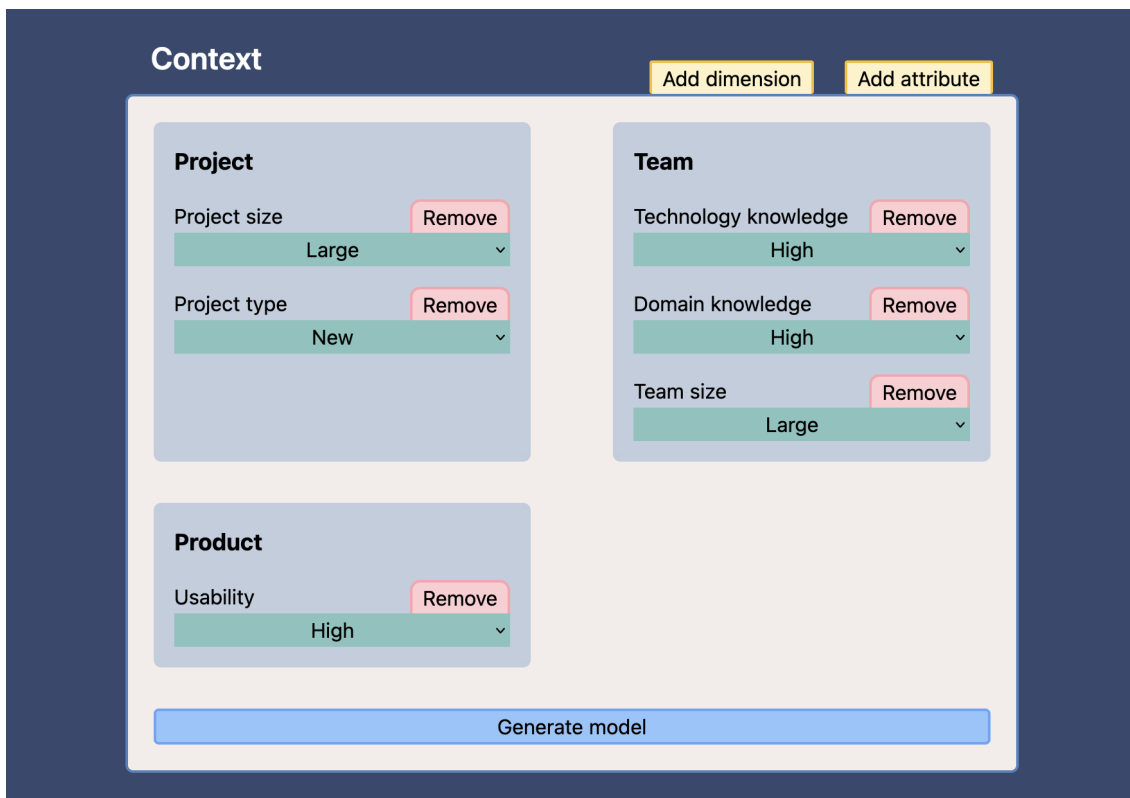 Context
Add dimension
Add attribute
Project
Project size
Remove
Large
Project type
Remove
New
Team
Technology knowledge
Remove
High
Domain knowledge
Remove
High
Team size
Remove
Large
Product
Usability
Remove
High
Generate model